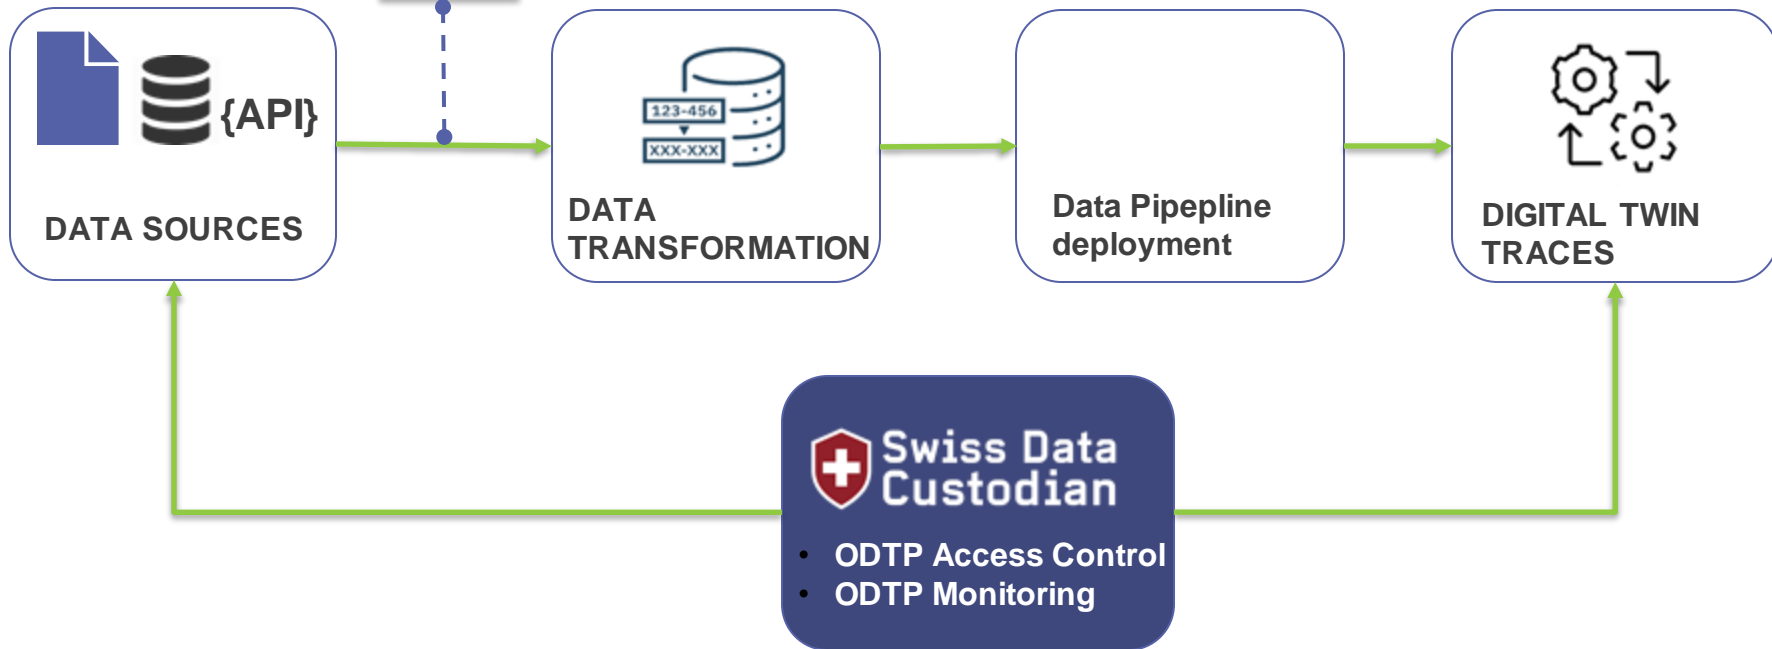 {API}
DATA SOURCES
123-456
XXX-XXX
DATA
TRANSFORMATION
Data Pipepline
deployment
DIGITAL TWIN
TRACES
Swiss Data
Custodian
• ODTP Access Control
• ODTP Monitoring